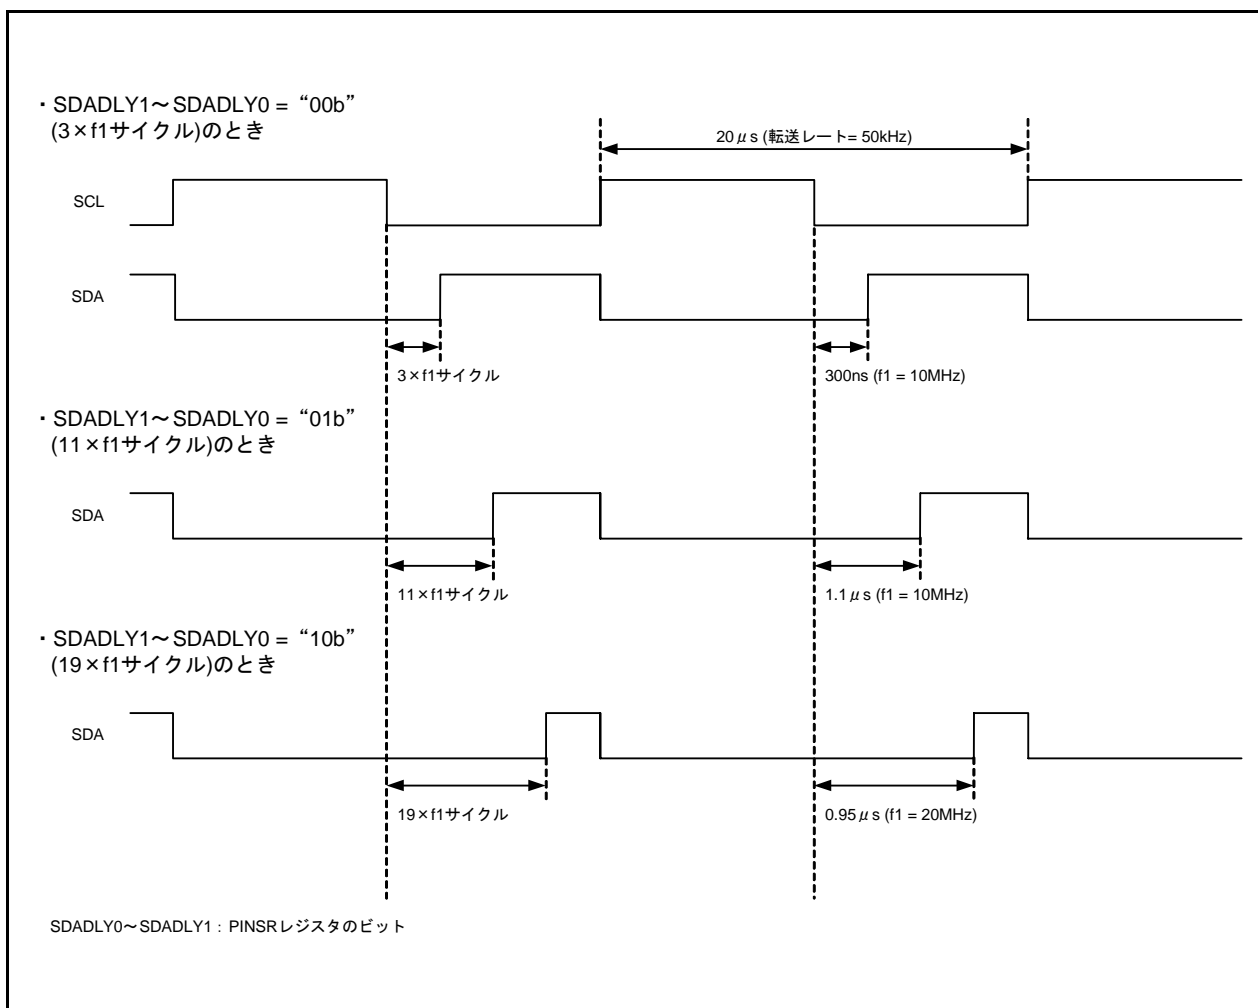 ・SDADLY1～SDADLY0 = “00b”
(3×f1サイクル)のとき
20μs (転送レート= 50kHz)
SCL
SDA
3×f1サイクル
300ns (f1 = 10MHz)
・SDADLY1～SDADLY0 = “01b”
(11×f1サイクル)のとき
SDA
11×f1サイクル
1.1μs (f1 = 10MHz)
・SDADLY1～SDADLY0 = “10b”
(19×f1サイクル)のとき
SDA
19×f1サイクル
0.95μs (f1 = 20MHz)
SDADLY0～SDADLY1 : PINSRレジスタのビット